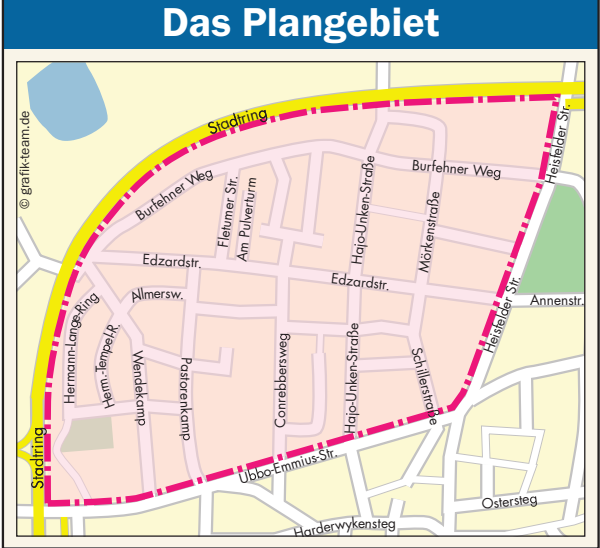 Das Plangebiet
© grafik-team.de
Stadtring
Heisfelder Str.
Burfehner Weg
Burfehner Weg
Fletumer Str.
Am Pulverturm
Hajo-Unken-Straße
Mörkenstraße
Edzardstr.
Edzardstr.
Allmersw.
Annenstr.
Heisfelder Str.
Hermann-Lange-Ring
Herm.-Tempel-R.
Wendekamp
Pastorenkamp
Conrebbersweg
Hajo-Unken-Straße
Schillerstraße
Stadtring
Ubbo-Emmius-Str.
Ostersteg
Harderwykensteg